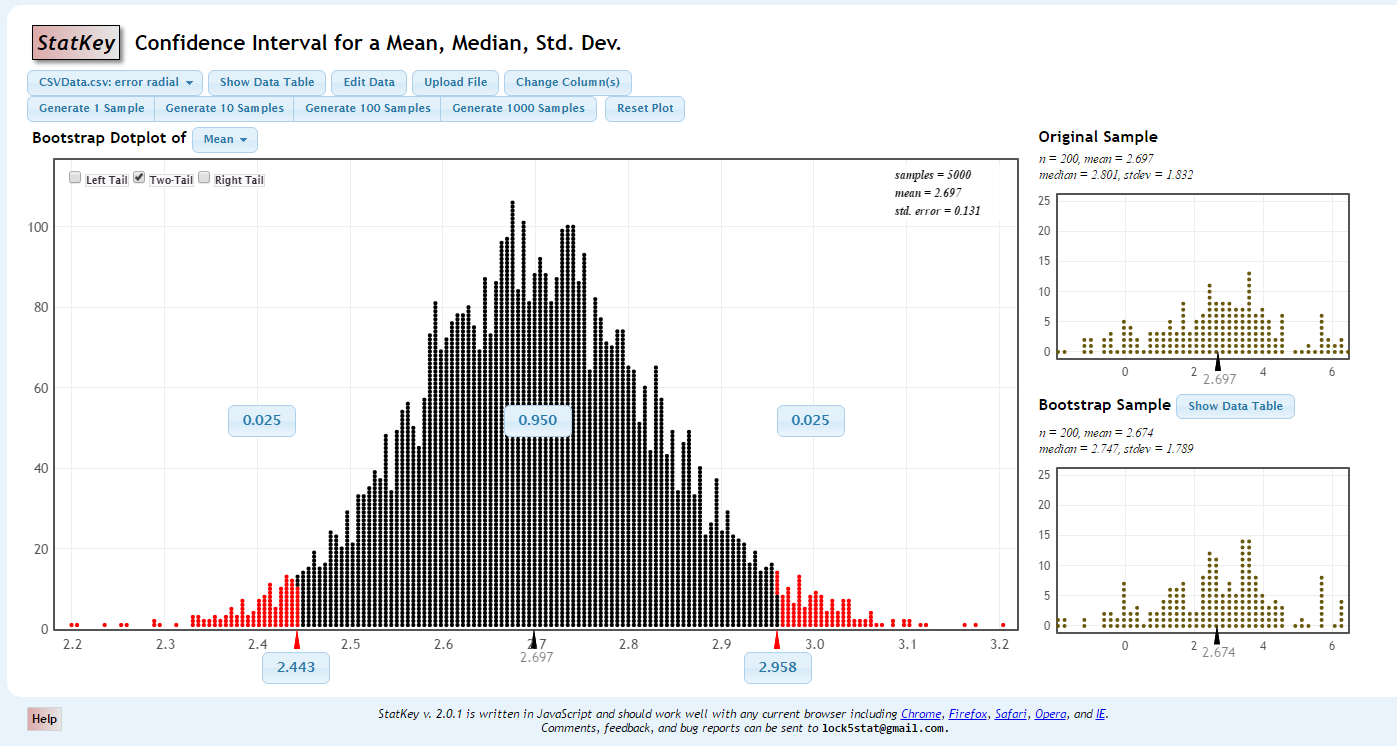 StatKey Confidence Interval for a Mean, Median, Std. Dev.
CSVData.csv: error radial Show Data Table Edit Data Upload File Change Column(s)
Generate 1 Sample Generate 10 Samples Generate 100 Samples Generate 1000 Samples Reset Plot
Bootstrap Dotplot of Mean
Left Tail Two-Tail Right Tail
samples = 5000
mean = 2.697
std. error = 0.131
100
80
60
40
20
0
0.025 0.950 0.025
2.2 2.3 2.4 2.5 2.6 2.7 2.8 2.9 3.0 3.1 3.2
2.697
2.443 2.958
Original Sample
n = 200, mean = 2.697
median = 2.801, stdev = 1.832
25
20
15
10
5
0
0 2 4 6
2.697
Bootstrap Sample Show Data Table
n = 200, mean = 2.674
median = 2.747, stdev = 1.789
25
20
15
10
5
0
0 2 4 6
2.674
Help
StatKey v. 2.0.1 is written in JavaScript and should work well with any current browser including Chrome, Firefox, Safari, Opera, and IE.
Comments, feedback, and bug reports can be sent to lock5stat@gmail.com.